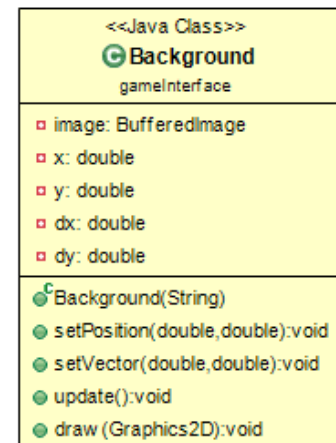 <<Java Class>>
Background
gameInterface
image: BufferedImage
x: double
y: double
dx: double
dy: double
Background(String)
setPosition(double,double):void
setVector(double,double):void
update():void
draw(Graphics2D):void